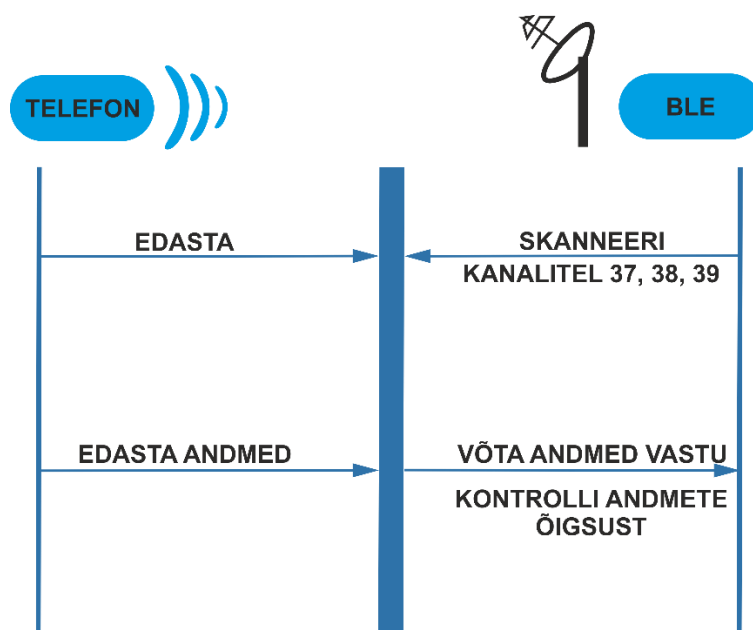 TELEFON
BLE
EDASTA
SKANNEERI
KANALITEL 37, 38, 39
EDASTA ANDMED
VÕTA ANDMED VASTU
KONTROLLI ANDMETE
ÕIGSUST